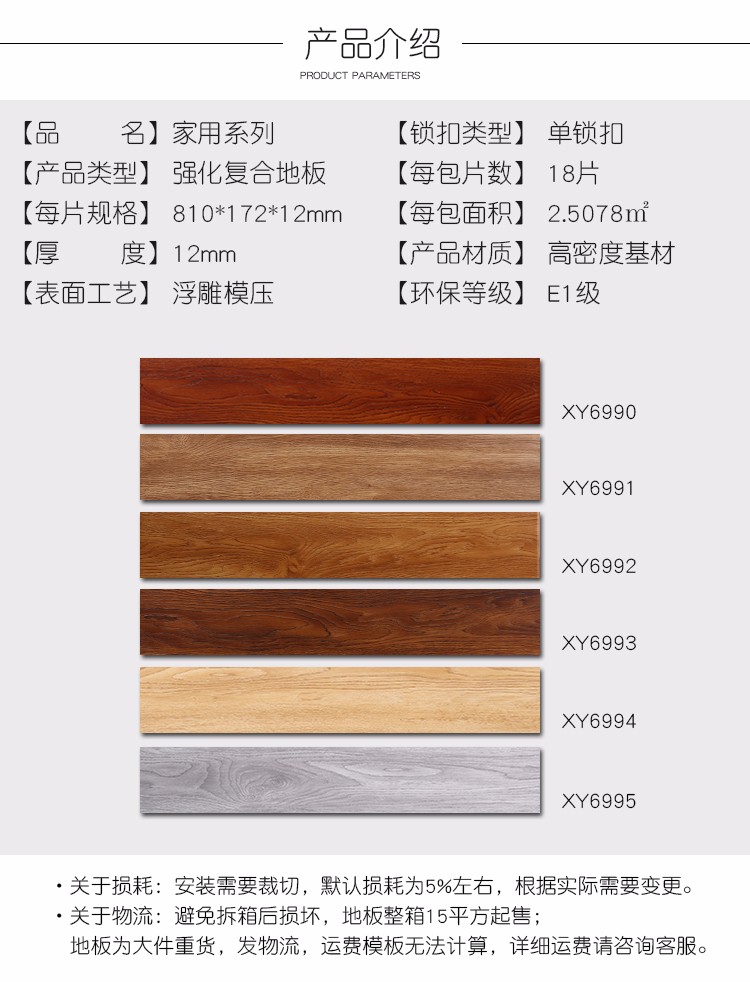 产品介绍
PRODUCT PARAMETERS
【品 名】家用系列 【锁扣类型】 单锁扣
【产品类型】 强化复合地板 【每包片数】 18片
【每片规格】 810*172*12mm 【每包面积】 2.5078㎡
【厚 度】12mm 【产品材质】 高密度基材
【表面工艺】 浮雕模压 【环保等级】 E1级
XY6990
XY6991
XY6992
XY6993
XY6994
XY6995
·关于损耗：安装需要裁切，默认损耗为5%左右，根据实际需要变更。
·关于物流：避免拆箱后损坏，地板整箱15平方起售；
地板为大件重货，发物流，运费模板无法计算，详细运费请咨询客服。